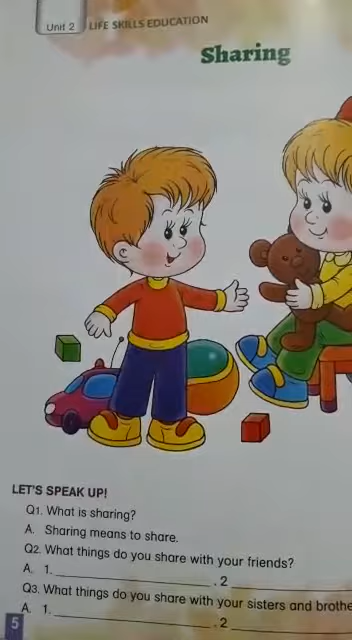 Unit 2 LIFE SKILLS EDUCATION
Sharing
LET'S SPEAK UP!
Q1. What is sharing?
A. Sharing means to share.
Q2. What things do you share with your friends?
A. 1. . 2
Q3. What things do you share with your sisters and brothe
A. 1. . 2
5